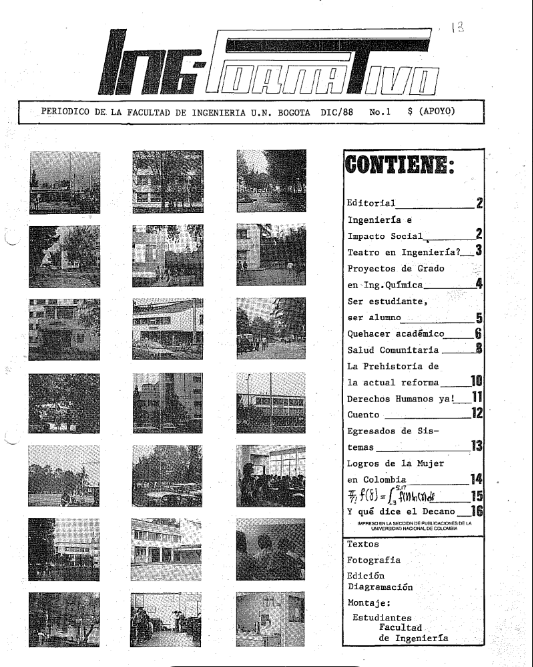 13
ING-FORMATIVO
PERIODICO DE LA FACULTAD DE INGENIERIA U.N. BOGOTA DIC/88 No.1 $ (APOYO)
CONTIENE:
Editorial 2
Ingeniería e
Impacto Social 2
Teatro en Ingeniería? 3
Proyectos de Grado
en Ing.Química 4
Ser estudiante,
ser alumno 5
Quehacer académico 6
Salud Comunitaria 8
La Prehistoria de
la actual reforma 10
Derechos Humanos ya! 11
Cuento 12
Egresados de Sis-
temas 13
Logros de la Mujer
en Colombia 14
15
Y qué dice el Decano 16
IMPRESO EN LA SECCION DE PUBLICACIONES DE LA
UNIVERSIDAD NACIONAL DE COLOMBIA
Textos
Fotografía
Edición
Diagramación
Montaje:
Estudiantes
Facultad
de Ingeniería